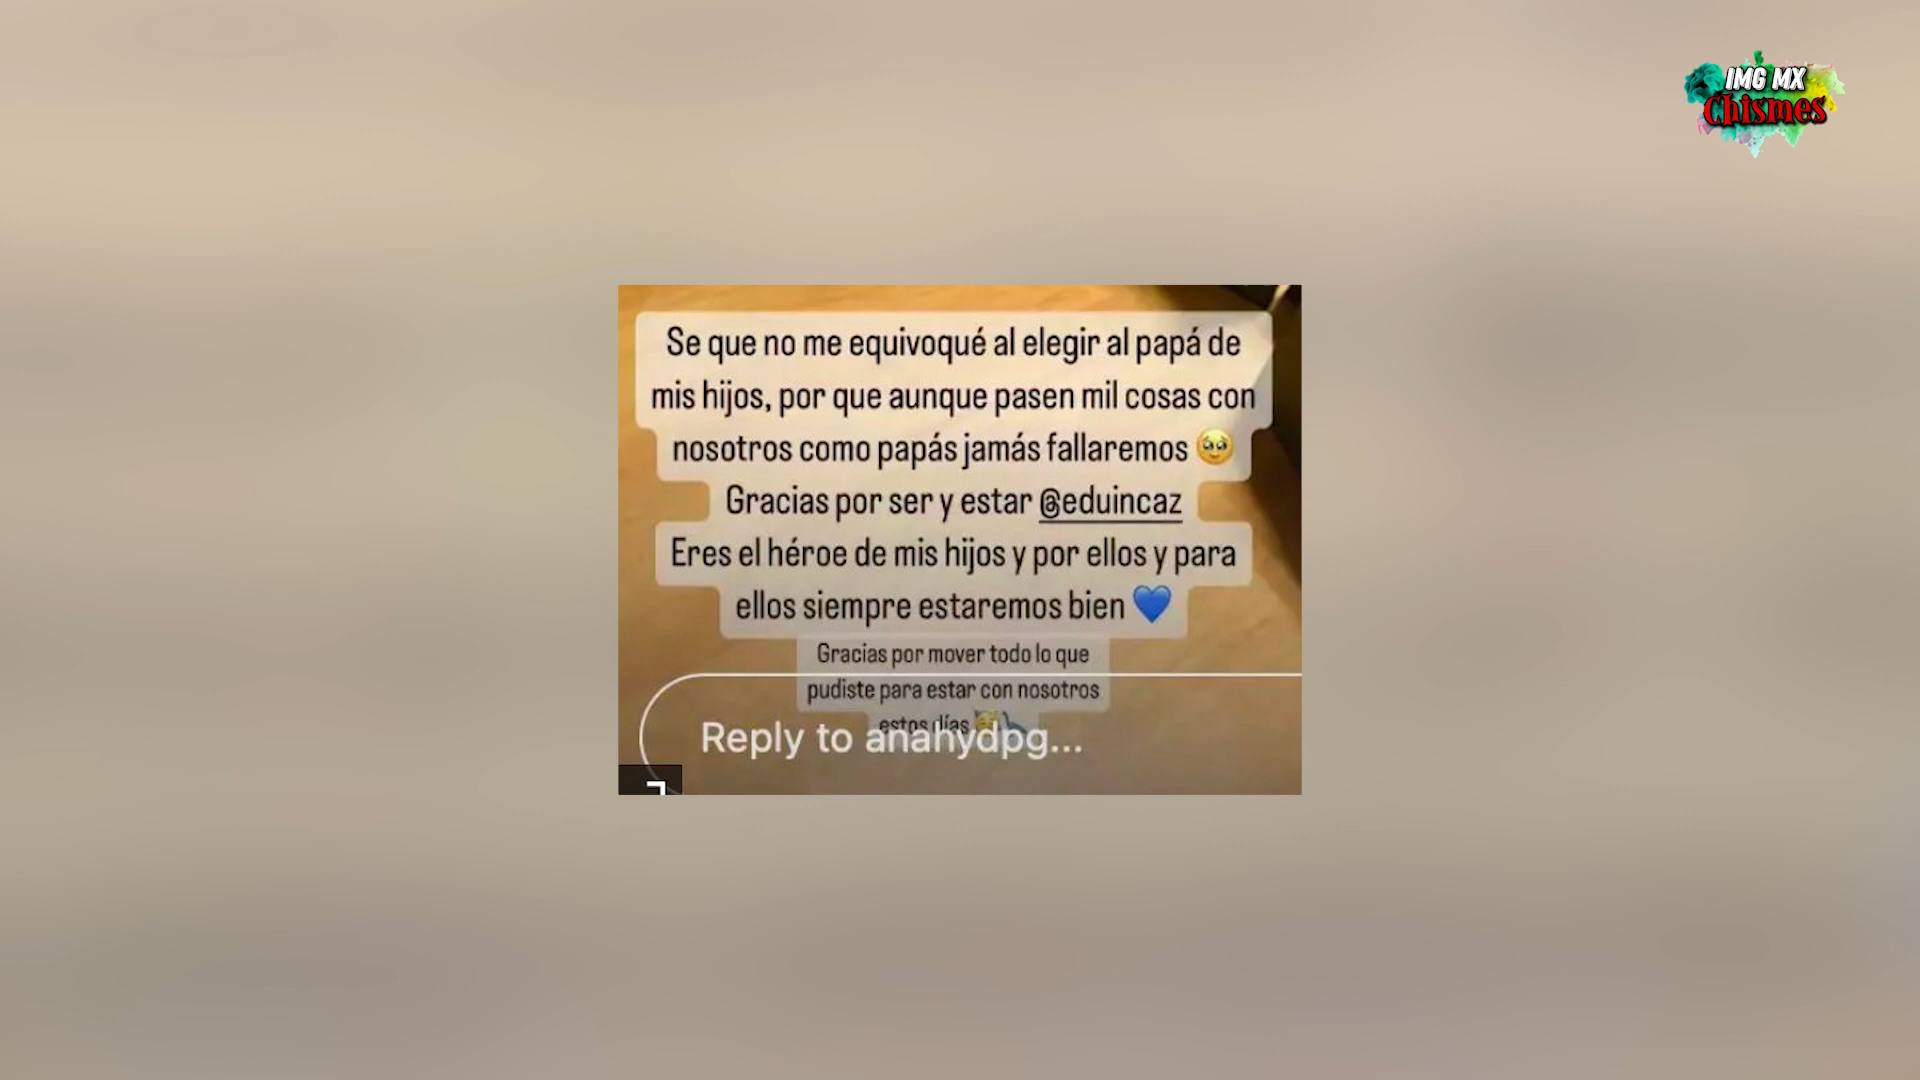 IMG MX
Chismes
Se que no me equivoqué al elegir al papá de
mis hijos, por que aunque pasen mil cosas con
nosotros como papás jamás fallaremos 🥹
Gracias por ser y estar @eduincaz
Eres el héroe de mis hijos y por ellos y para
ellos siempre estaremos bien 💙
Gracias por mover todo lo que
pudiste para estar con nosotros
estos días
Reply to anahydpg...